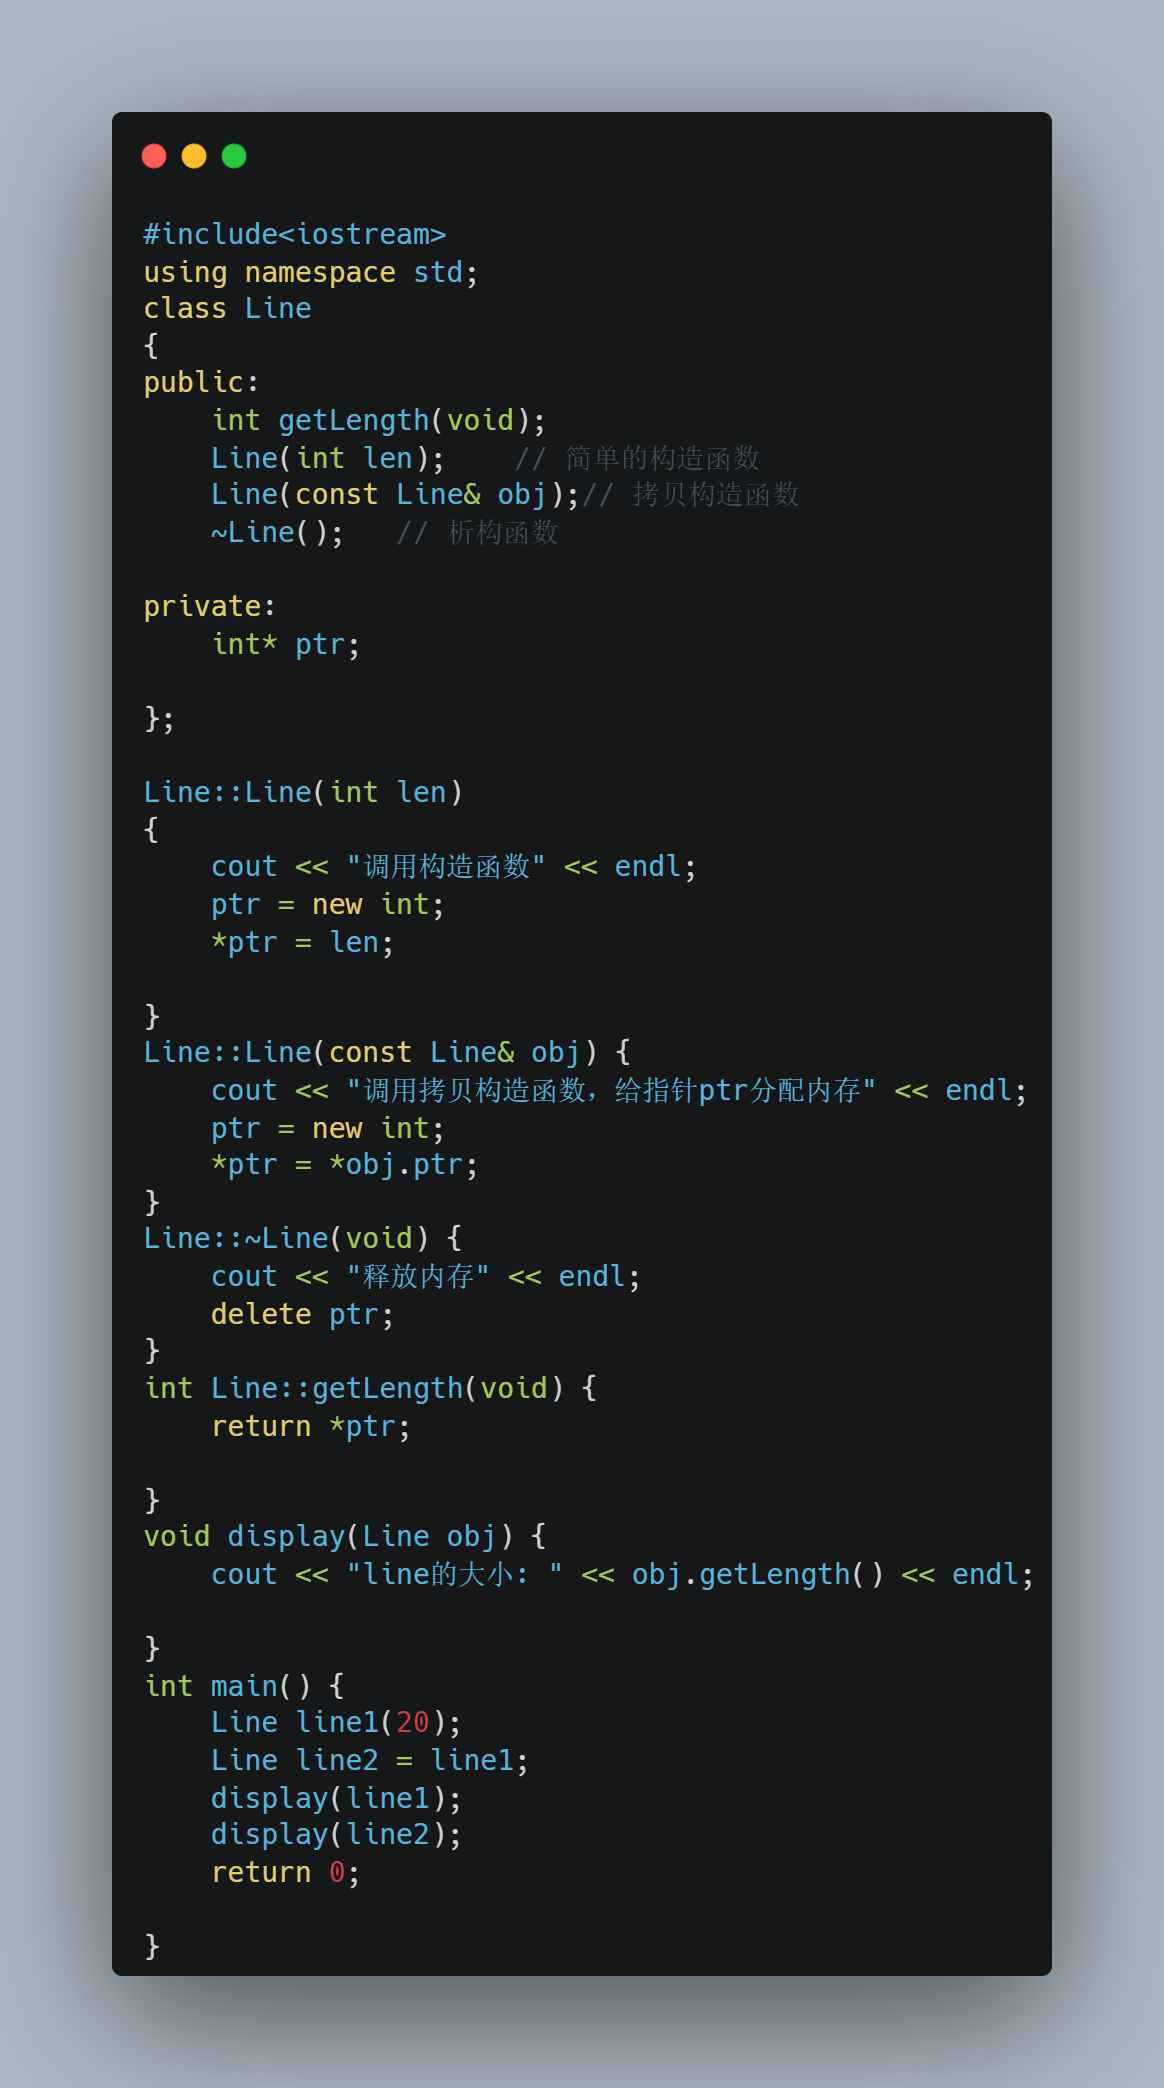 #include<iostream>
using namespace std;
class Line
{
public:
    int getLength(void);
    Line(int len);    // 简单的构造函数
    Line(const Line& obj);// 拷贝构造函数
    ~Line();   // 析构函数

private:
    int* ptr;

};

Line::Line(int len)
{
    cout << "调用构造函数" << endl;
    ptr = new int;
    *ptr = len;

}
Line::Line(const Line& obj) {
    cout << "调用拷贝构造函数，给指针ptr分配内存" << endl;
    ptr = new int;
    *ptr = *obj.ptr;
}
Line::~Line(void) {
    cout << "释放内存" << endl;
    delete ptr;
}
int Line::getLength(void) {
    return *ptr;

}
void display(Line obj) {
    cout << "line的大小: " << obj.getLength() << endl;

}
int main() {
    Line line1(20);
    Line line2 = line1;
    display(line1);
    display(line2);
    return 0;

}